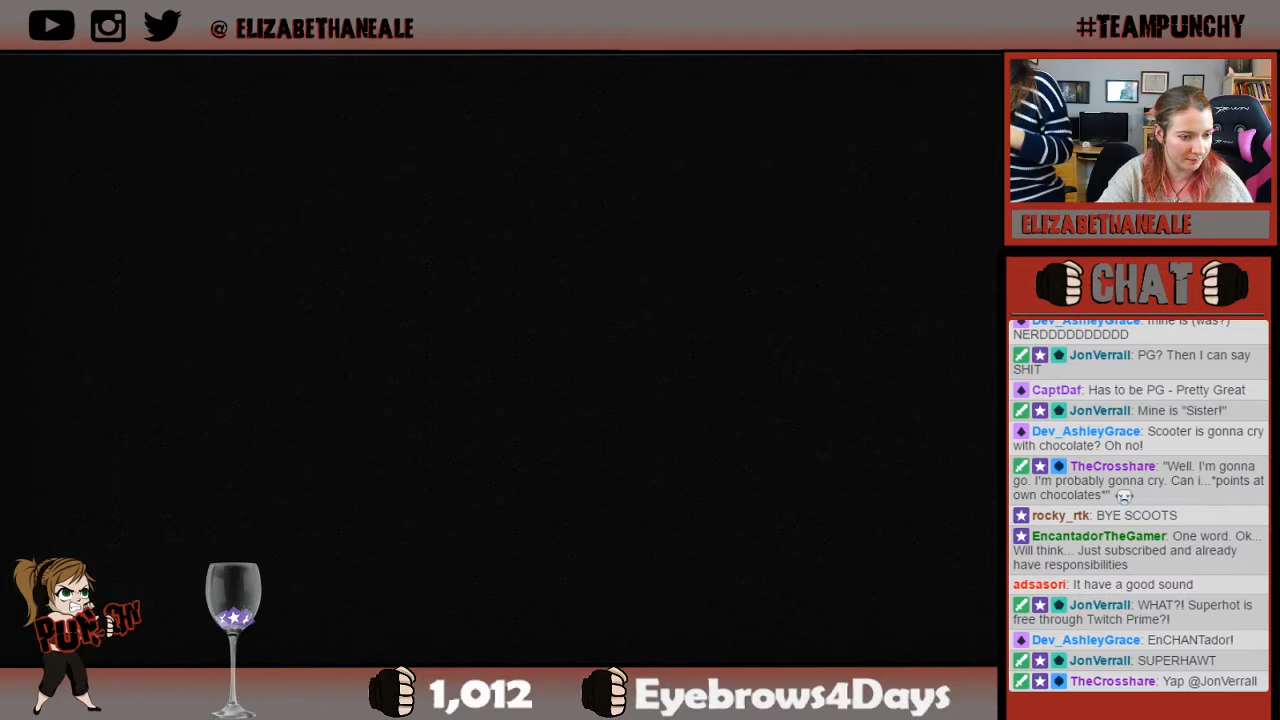 @ ELIZABETHANEALE
#TEAMPUNCHY
ELIZABETHANEALE
CHAT
Dev_AshleyGrace: mine is (was?)
NERDDDDDDDDDD
JonVerrall: PG? Then I can say
SHIT
CaptDaf: Has to be PG - Pretty Great
JonVerrall: Mine is "Sister!"
Dev_AshleyGrace: Scooter is gonna cry
with chocolate? Oh no!
TheCrosshare: "Well. I'm gonna
go. I'm probably gonna cry. Can i..."points at
own chocolates*"
rocky_rtk: BYE SCOOTS
EncantadorTheGamer: One word. Ok...
Will think... Just subscribed and already
have responsibilities
adsasori: It have a good sound
JonVerrall: WHAT?! Superhot is
free through Twitch Prime?!
Dev_AshleyGrace: EnCHANTador!
JonVerrall: SUPERHAWT
TheCrosshare: Yap @JonVerrall
PUNCHY
1,012
Eyebrows4Days